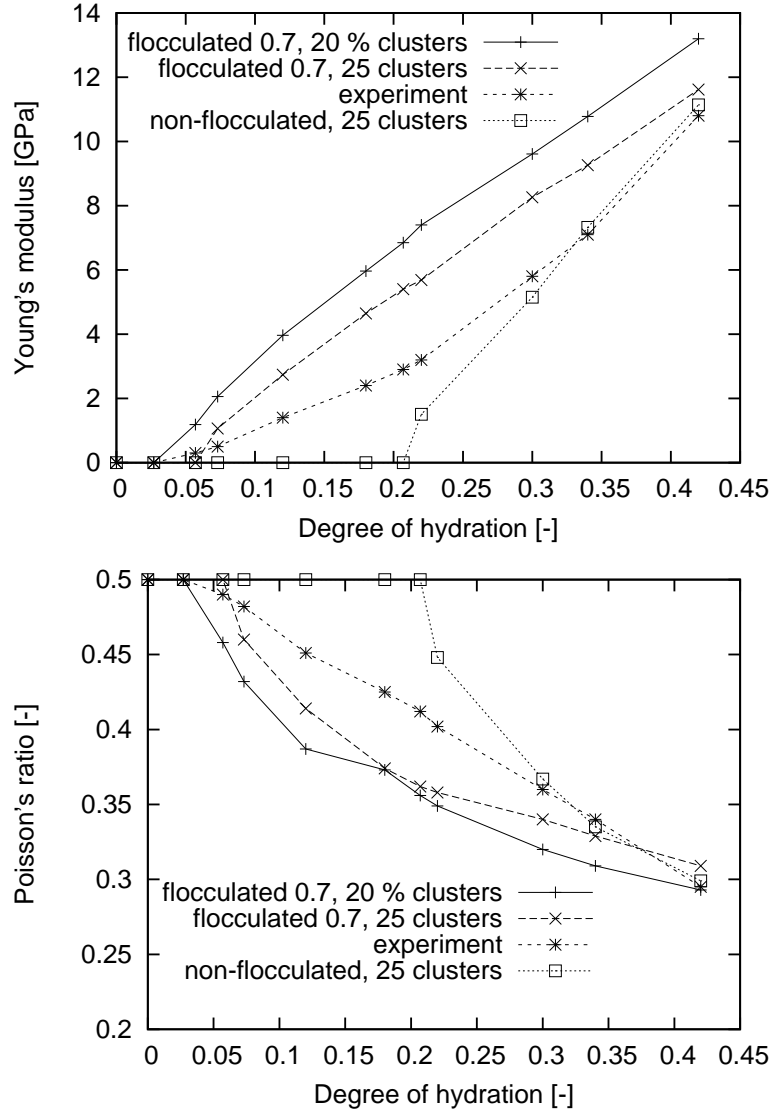 Young's modulus [GPa]
14
12
10
8
6
4
2
0
flocculated 0.7, 20 % clusters
flocculated 0.7, 25 clusters
experiment
non-flocculated, 25 clusters
0 0.05 0.1 0.15 0.2 0.25 0.3 0.35 0.4 0.45
Degree of hydration [-]
Poisson's ratio [-]
0.5
0.45
0.4
0.35
0.3
0.25
0.2
flocculated 0.7, 20 % clusters
flocculated 0.7, 25 clusters
experiment
non-flocculated, 25 clusters
0 0.05 0.1 0.15 0.2 0.25 0.3 0.35 0.4 0.45
Degree of hydration [-]